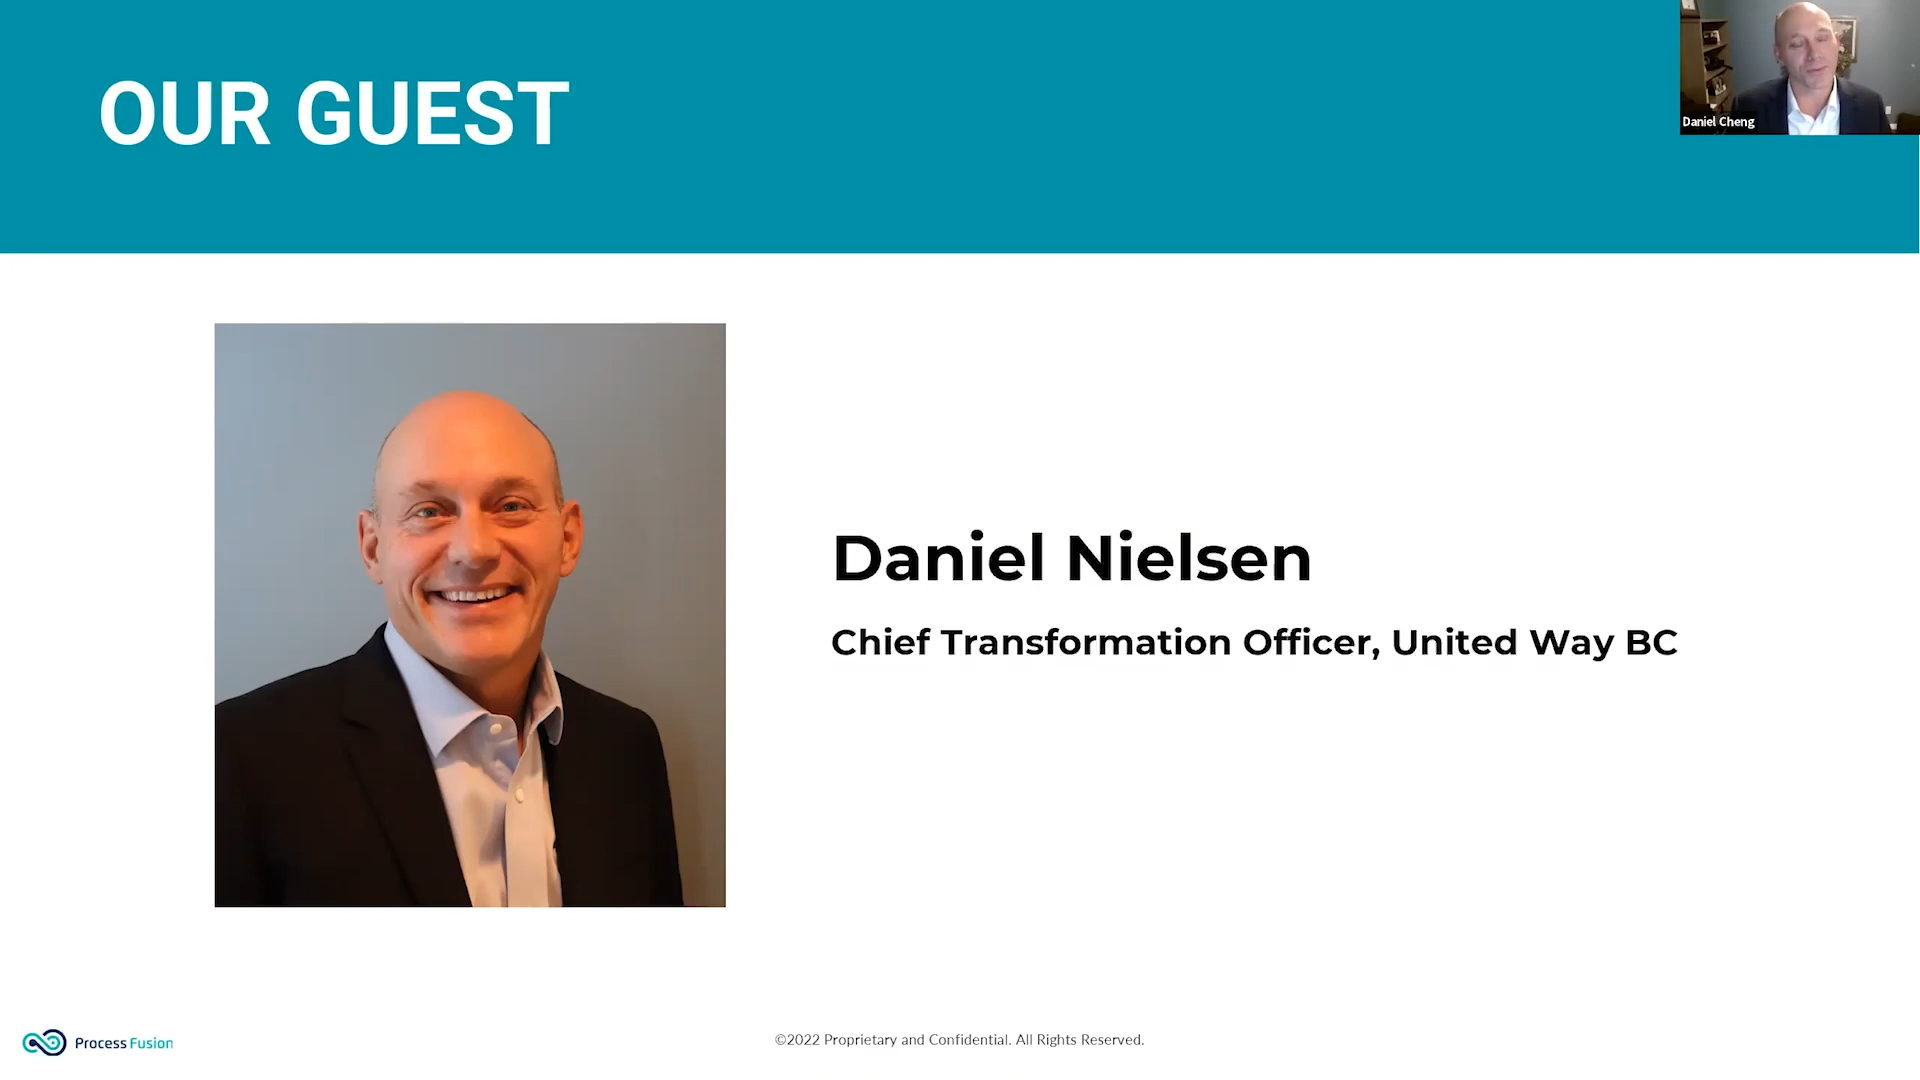 OUR GUEST
Daniel Cheng
Daniel Nielsen
Chief Transformation Officer, United Way BC
Process Fusion
©2022 Proprietary and Confidential. All Rights Reserved.